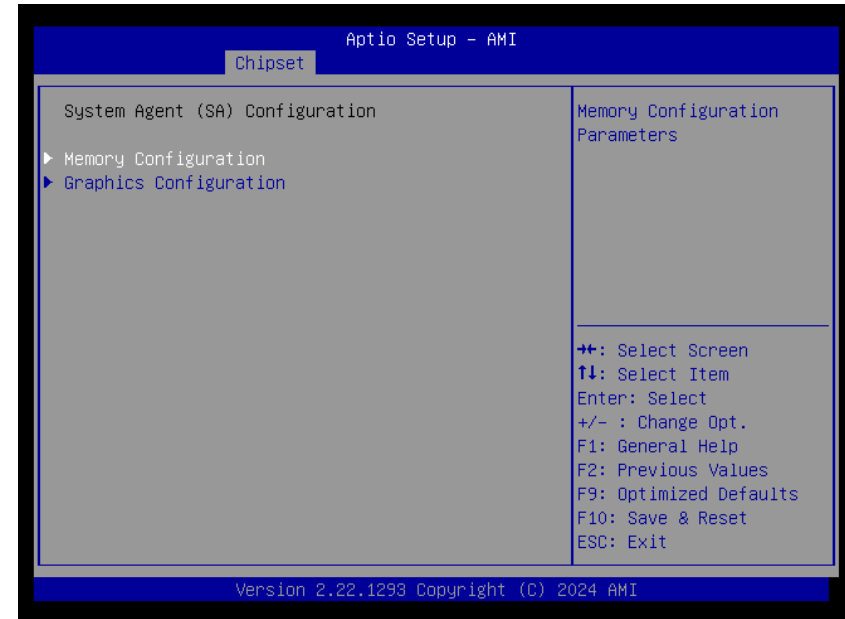 Aptio Setup – AMI
Chipset
System Agent (SA) Configuration
▶ Memory Configuration
▶ Graphics Configuration
Memory Configuration
Parameters
→←: Select Screen
↑↓: Select Item
Enter: Select
+/- : Change Opt.
F1: General Help
F2: Previous Values
F9: Optimized Defaults
F10: Save & Reset
ESC: Exit
Version 2.22.1293 Copyright (C) 2024 AMI